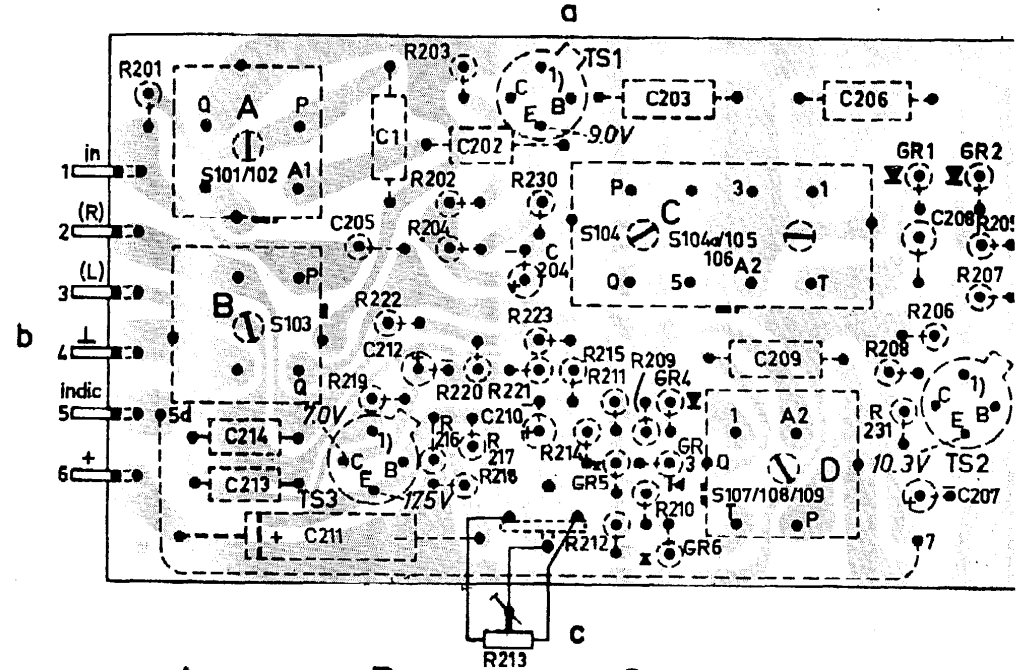 a
R203
TS1
R201
A
Q
P
C
1)
E
B
C203
C206
9.0V
C1
C202
in
1
S101/102
A1
GR1
GR2
R202
R230
P
3
1
(R)
2
C205
R204
C
204
S104
C
S104a/105
106
A2
Q
5
T
C208
R205
(L)
3
P
B
S103
R222
R223
R207
R206
b
⊥
4
C212
R220
R221
R215
R211
R209
GR4
C209
R208
indic
5
5d
Q
7.0V
R219
C210
R
216
R
217
R214
1
A2
R
231
C
1)
E
B
C214
C
1)
E
B
GR
3
Q
D
10.3V
TS2
6
+
C213
TS3
17.5V
R218
GR5
S107/108/109
C207
+
C211
R212
R210
GR6
T
P
7
R213
c